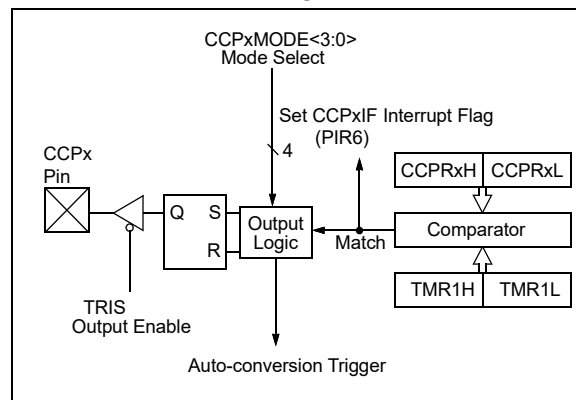 CCPxMODE<3:0>
Mode Select
Set CCPxIF Interrupt Flag
(PIR6)
4
CCPx
Pin
CCPRxH CCPRxL
Q S
R
Output
Logic
Match
Comparator
TMR1H TMR1L
TRIS
Output Enable
Auto-conversion Trigger